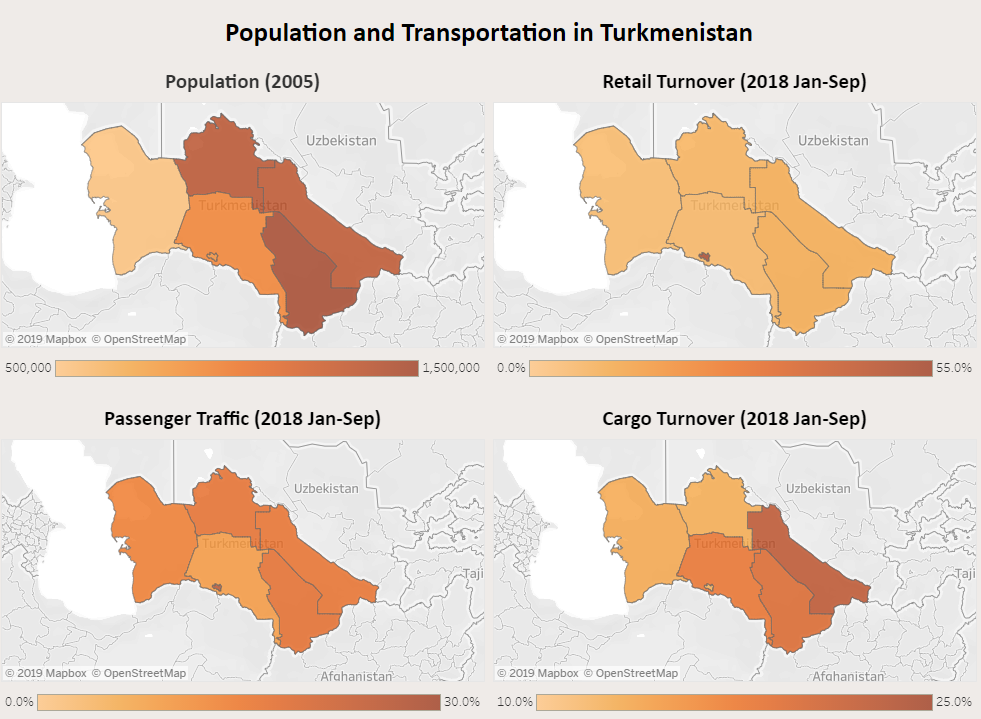 Population and Transportation in Turkmenistan
Population (2005)
Retail Turnover (2018 Jan-Sep)
Uzbekistan
Turkmenistan
© 2019 Mapbox © OpenStreetMap
Uzbekistan
Turkmenistan
© 2019 Mapbox © OpenStreetMap
500,000
1,500,000
0.0%
55.0%
Passenger Traffic (2018 Jan-Sep)
Cargo Turnover (2018 Jan-Sep)
Uzbekistan
Turkmenistan
Taji
Afghanistan
© 2019 Mapbox © OpenStreetMap
Uzbekistan
Turkmenistan
Taji
Afghanistan
© 2019 Mapbox © OpenStreetMap
0.0%
30.0%
10.0%
25.0%